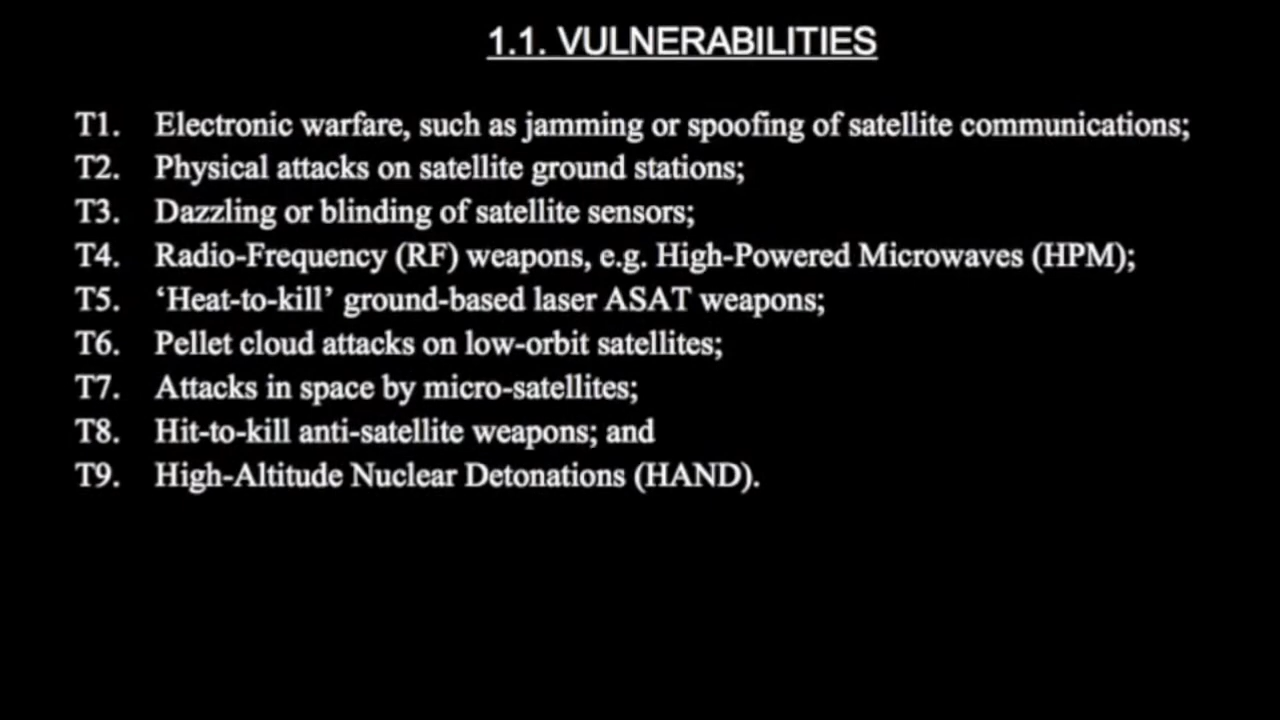 1.1. VULNERABILITIES
T1. Electronic warfare, such as jamming or spoofing of satellite communications;
T2. Physical attacks on satellite ground stations;
T3. Dazzling or blinding of satellite sensors;
T4. Radio-Frequency (RF) weapons, e.g. High-Powered Microwaves (HPM);
T5. ‘Heat-to-kill’ ground-based laser ASAT weapons;
T6. Pellet cloud attacks on low-orbit satellites;
T7. Attacks in space by micro-satellites;
T8. Hit-to-kill anti-satellite weapons; and
T9. High-Altitude Nuclear Detonations (HAND).